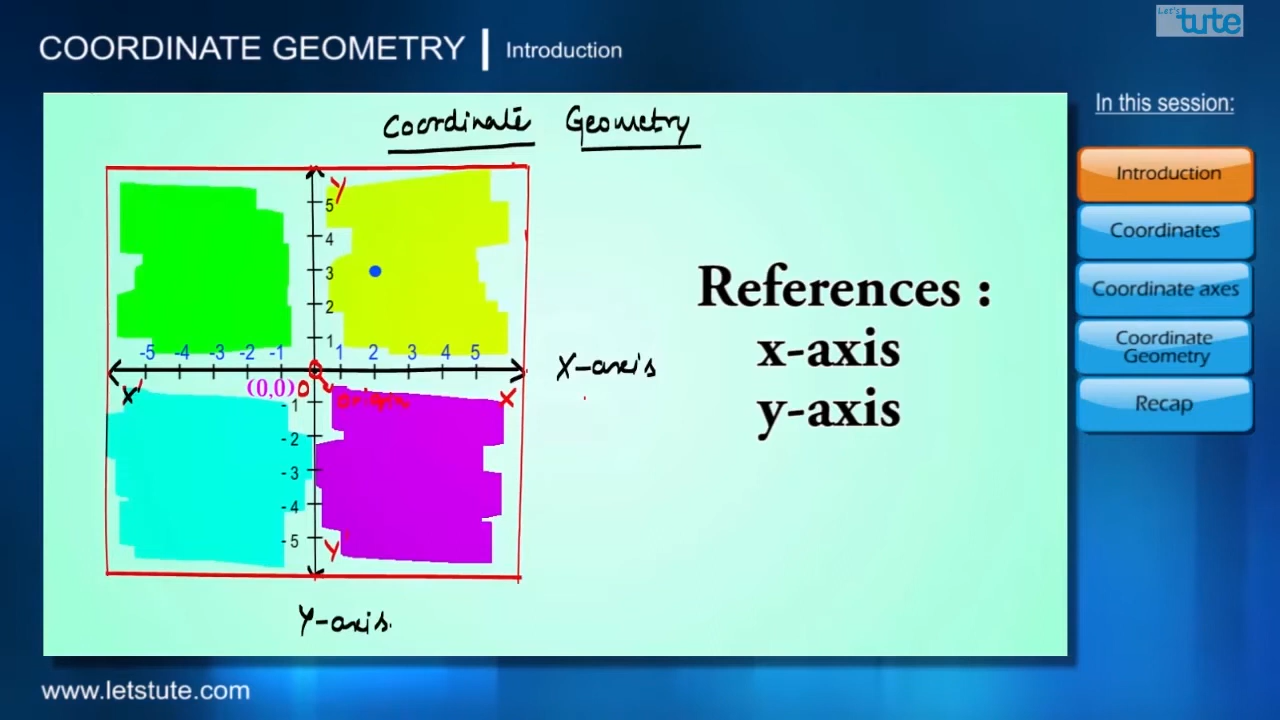 Let's
tute
COORDINATE GEOMETRY | Introduction
In this session:
Introduction
Coordinates
Coordinate axes
Coordinate
Geometry
Recap
Coordinate Geometry
Y
5
4
3
2
1
-5 -4 -3 -2 -1 1 2 3 4 5
X-axis
X' (0,0) O origin X
-1
-2
-3
-4
-5
Y
Y-axis.
References :
x-axis
y-axis
www.letstute.com